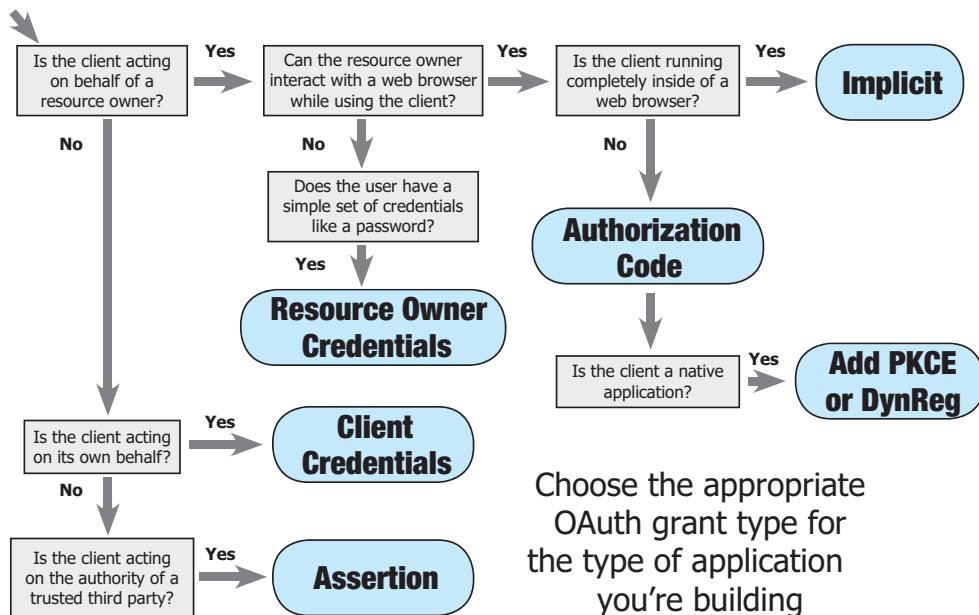 Is the client acting
on behalf of a
resource owner?
Yes
Can the resource owner
interact with a web browser
while using the client?
Yes
Is the client running
completely inside of a
web browser?
Yes
Implicit
No
No
No
Does the user have a
simple set of credentials
like a password?
Yes
Resource Owner
Credentials
Authorization
Code
Is the client a native
application?
Yes
Add PKCE
or DynReg
Is the client acting
on its own behalf?
Yes
Client
Credentials
No
Is the client acting
on the authority of a
trusted third party?
Yes
Assertion
Choose the appropriate
OAuth grant type for
the type of application
you're building